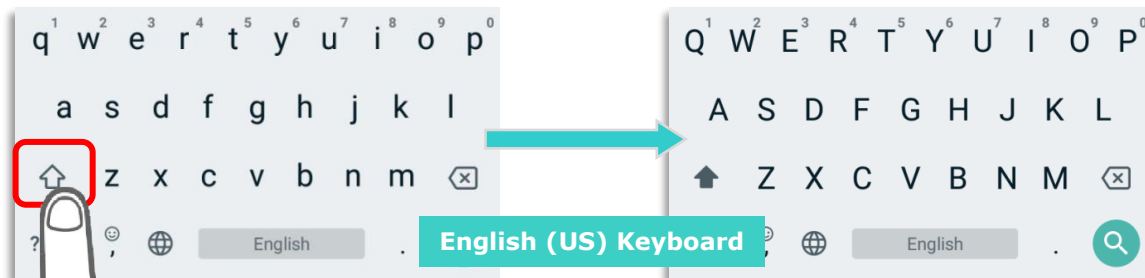 q1 w2 e3 r4 t5 y6 u7 i8 o9 p0
a s d f g h j k l
z x c v b n m
? , English .
Q1 W2 E3 R4 T5 Y6 U7 I8 O9 P0
A S D F G H J K L
Z X C V B N M
, English .
English (US) Keyboard